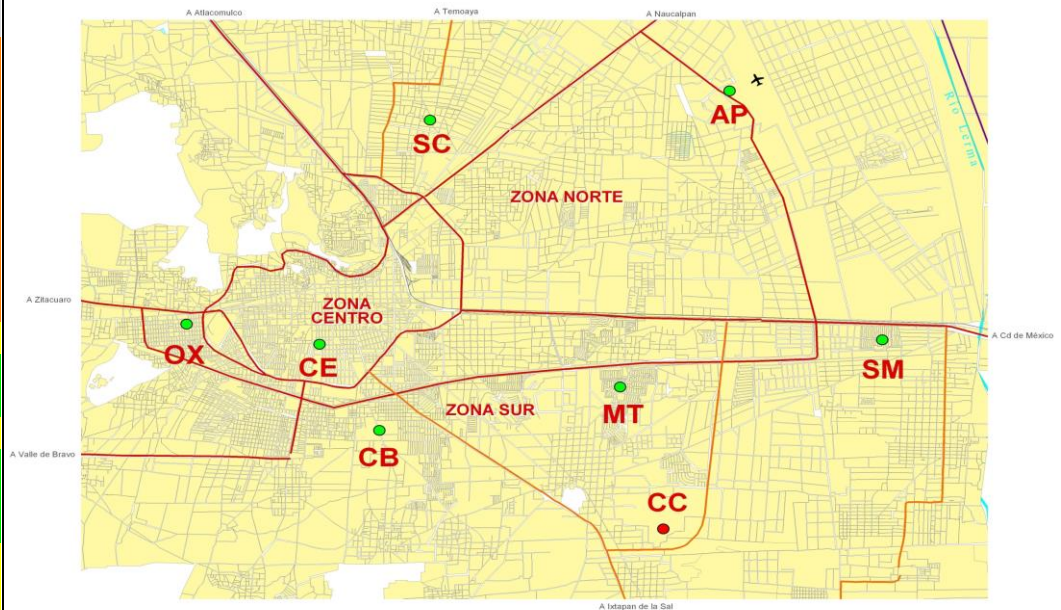 A Atlacomulco
A Temoaya
A Naucalpan
AP
SC
Río Lerma
ZONA NORTE
A Zitacuaro
ZONA
CENTRO
A Cd de México
OX
CE
SM
MT
ZONA SUR
CB
A Valle de Bravo
CC
A Ixtapan de la Sal